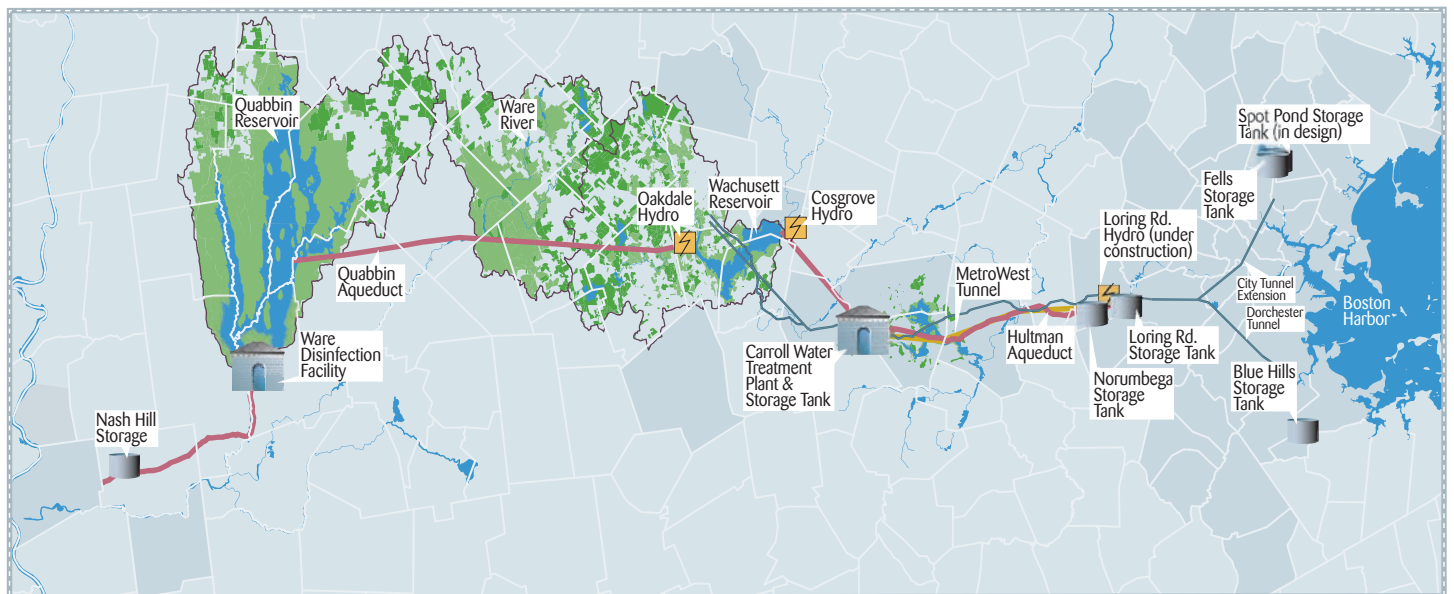 Quabbin
Reservoir
Ware
River
Oakdale
Hydro
Wachusett
Reservoir
Cosgrove
Hydro
Spot Pond Storage
Tank (in design)
Fells
Storage
Tank
Loring Rd.
Hydro (under
construction)
MetroWest
Tunnel
Quabbin
Aqueduct
City Tunnel
Extension
Dorchester
Tunnel
Boston
Harbor
Ware
Disinfection
Facility
Carroll Water
Treatment
Plant &
Storage Tank
Hultman
Aqueduct
Loring Rd.
Storage Tank
Norumbega
Storage
Tank
Blue Hills
Storage
Tank
Nash Hill
Storage